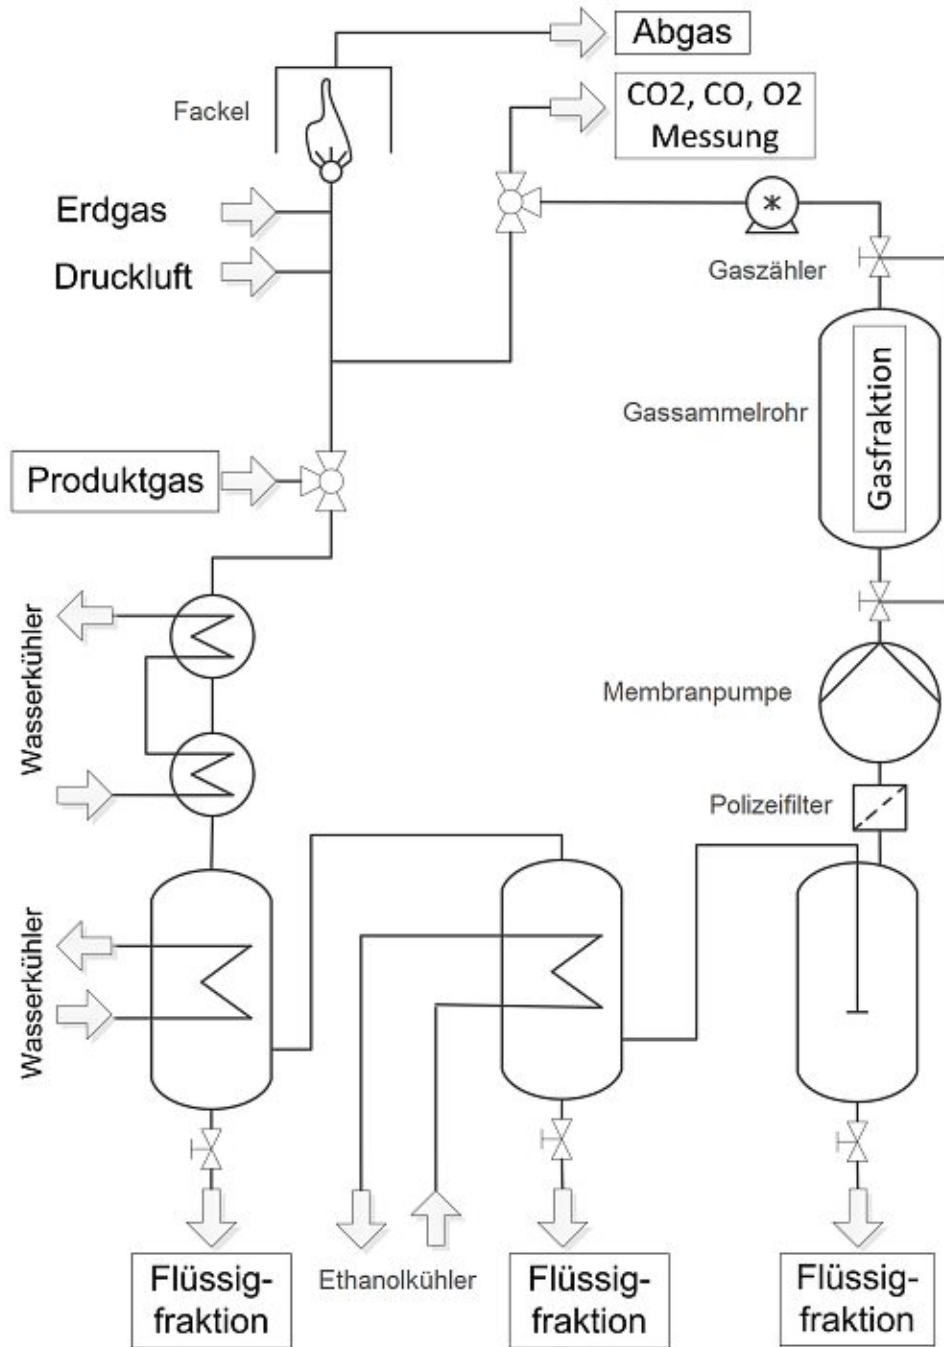 Abgas
CO2, CO, O2
Messung
Fackel
Erdgas
Druckluft
Gaszähler
Gassammelrohr
Gasfraktion
Produktgas
Wasserkühler
Membranpumpe
Polizeifilter
Wasserkühler
Ethanolkühler
Flüssig-
fraktion
Flüssig-
fraktion
Flüssig-
fraktion